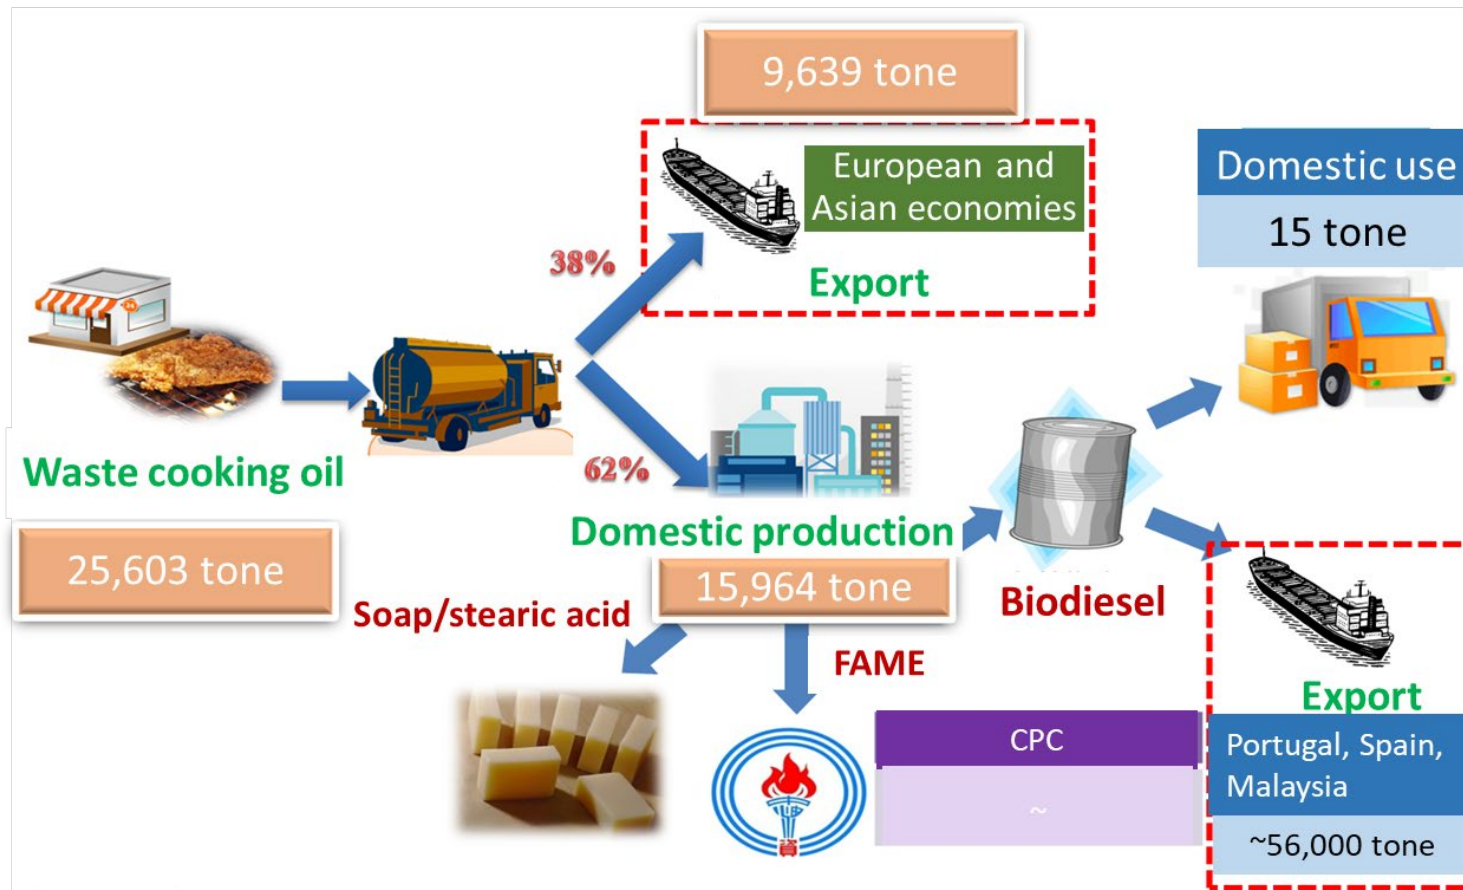 9,639 tone
European and
Asian economies
Export
38%
Domestic use
15 tone
Waste cooking oil
25,603 tone
62%
Domestic production
15,964 tone
Soap/stearic acid
FAME
Biodiesel
CPC
~
資
Export
Portugal, Spain,
Malaysia
~56,000 tone